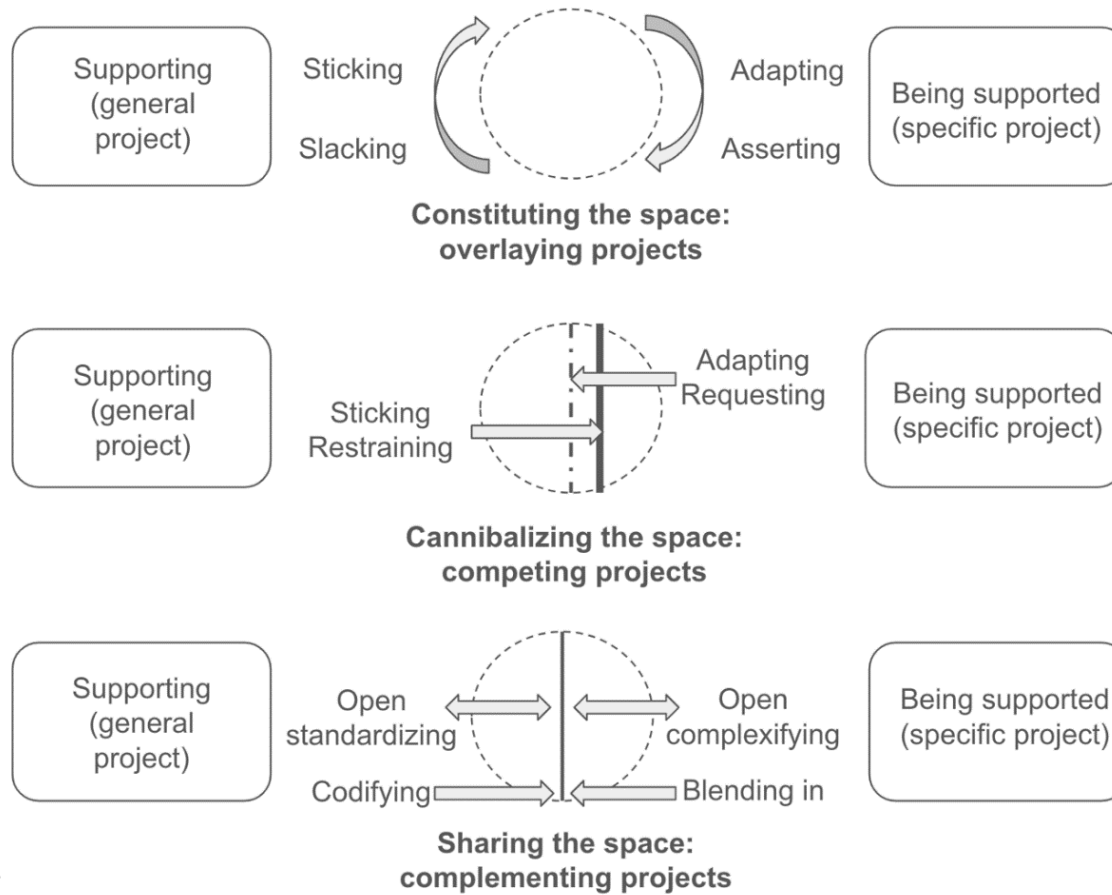 Supporting
(general
project)
Sticking
Slacking
Adapting
Asserting
Being supported
(specific project)
Constituting the space:
overlaying projects
Supporting
(general
project)
Sticking
Restraining
Adapting
Requesting
Being supported
(specific project)
Cannibalizing the space:
competing projects
Supporting
(general
project)
Open
standardizing
Codifying
Open
complexifying
Blending in
Being supported
(specific project)
Sharing the space:
complementing projects